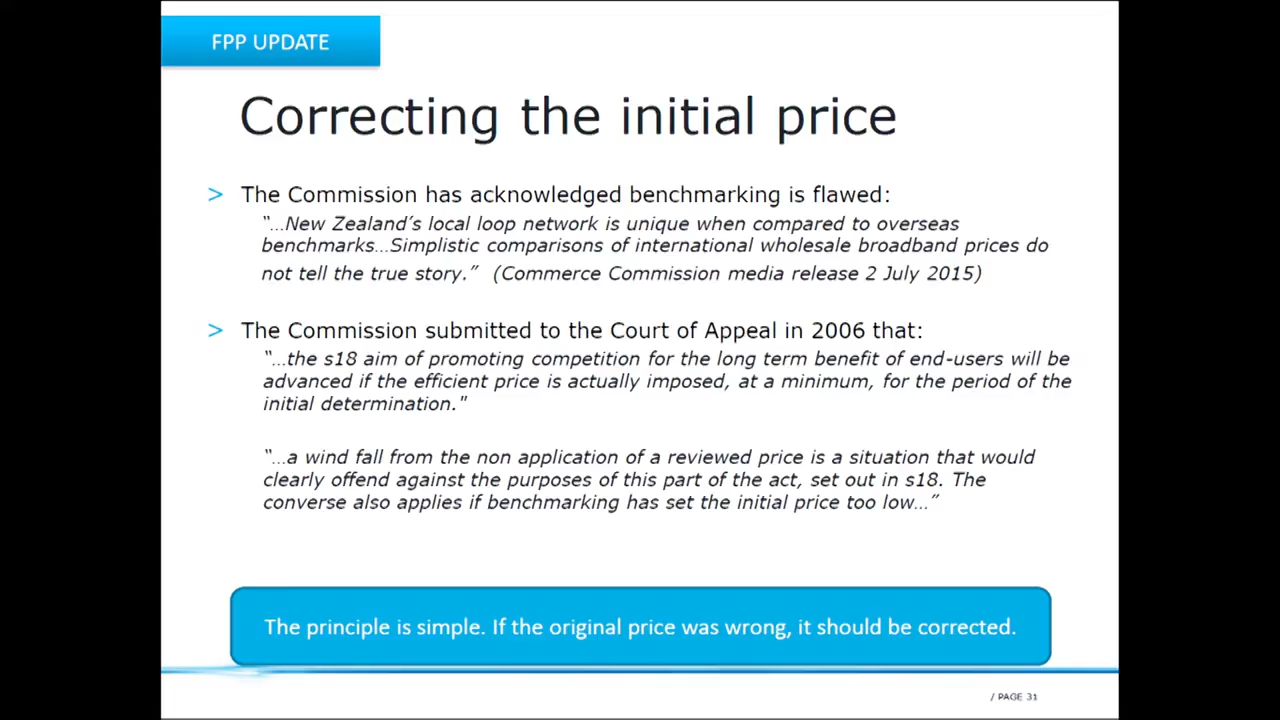 FPP UPDATE
Correcting the initial price
> The Commission has acknowledged benchmarking is flawed:
“…New Zealand’s local loop network is unique when compared to overseas
benchmarks…Simplistic comparisons of international wholesale broadband prices do
not tell the true story.” (Commerce Commission media release 2 July 2015)
> The Commission submitted to the Court of Appeal in 2006 that:
“…the s18 aim of promoting competition for the long term benefit of end-users will be
advanced if the efficient price is actually imposed, at a minimum, for the period of the
initial determination."
“…a wind fall from the non application of a reviewed price is a situation that would
clearly offend against the purposes of this part of the act, set out in s18. The
converse also applies if benchmarking has set the initial price too low…”
The principle is simple. If the original price was wrong, it should be corrected.
/ PAGE 31